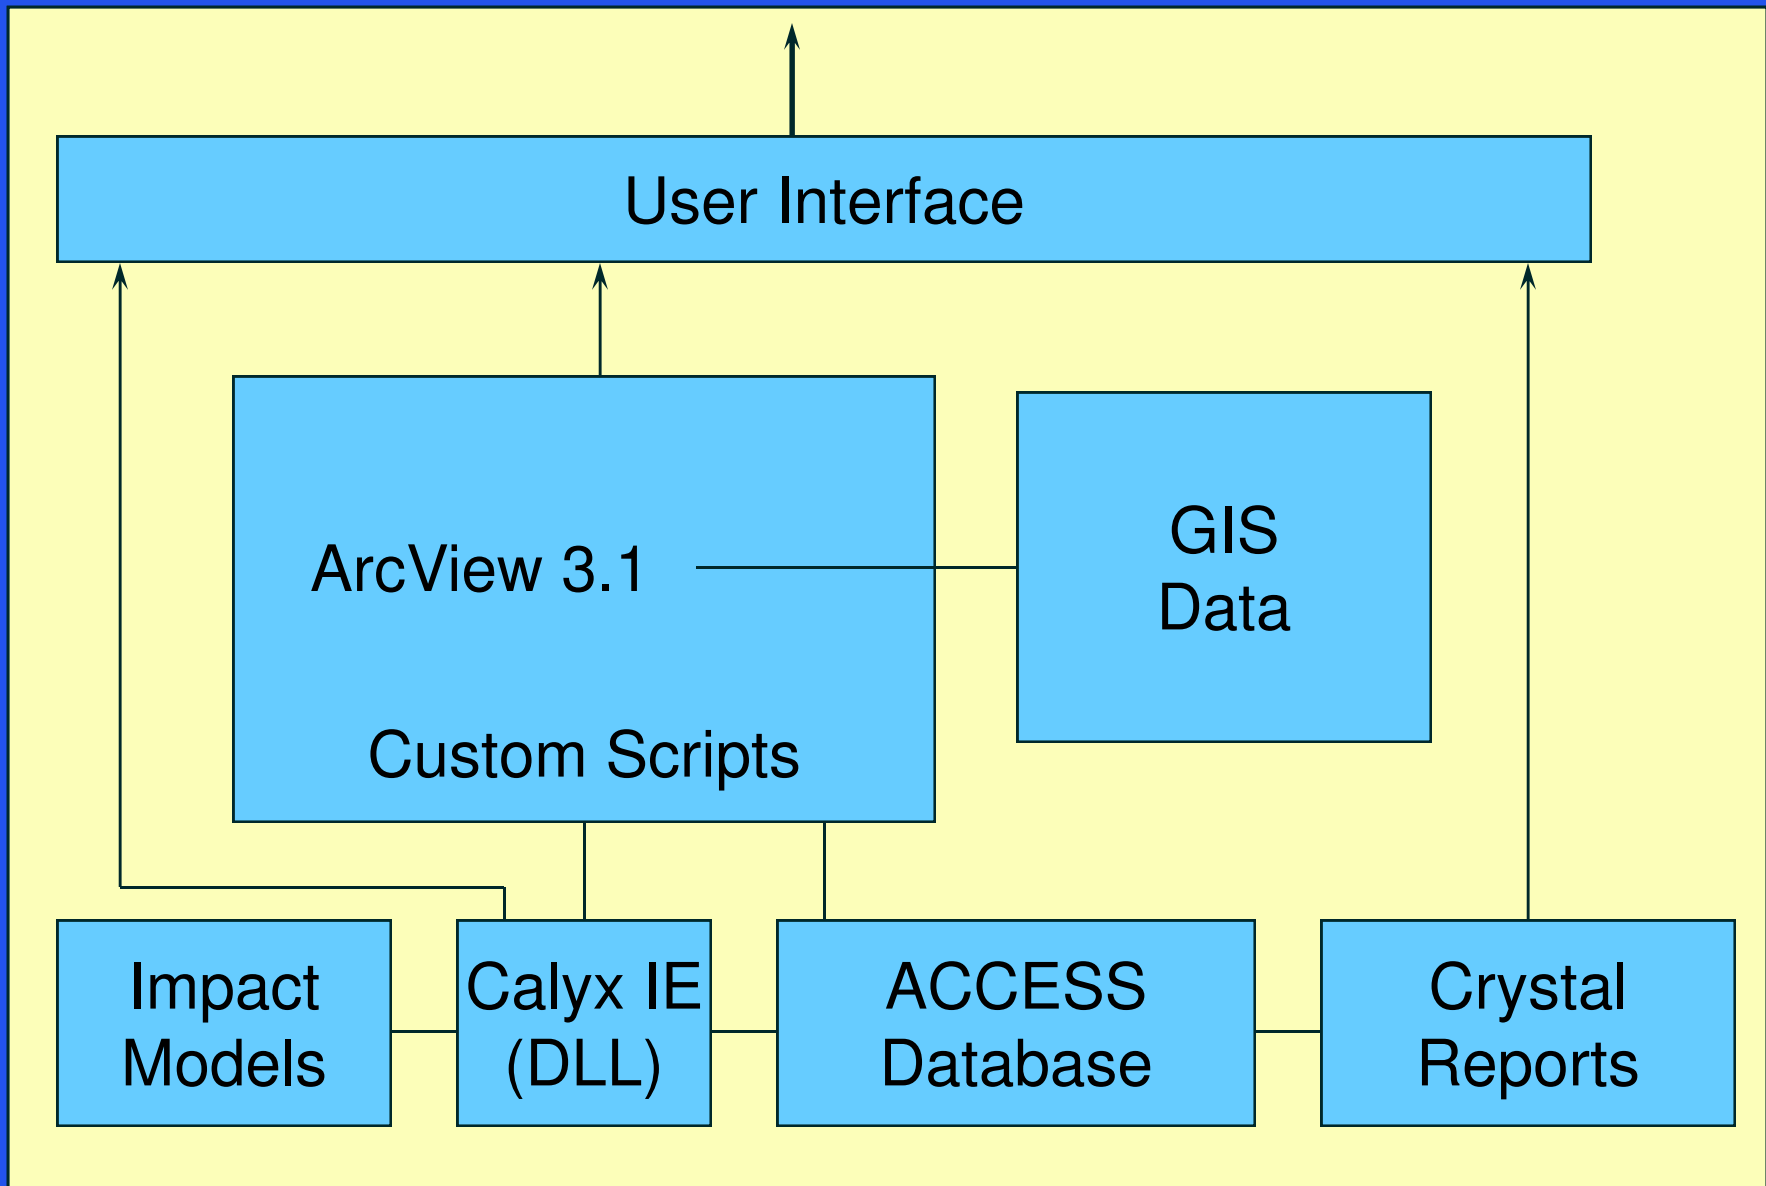 User Interface
ArcView 3.1
Custom Scripts
GIS
Data
Impact
Models
Calyx IE
(DLL)
ACCESS
Database
Crystal
Reports